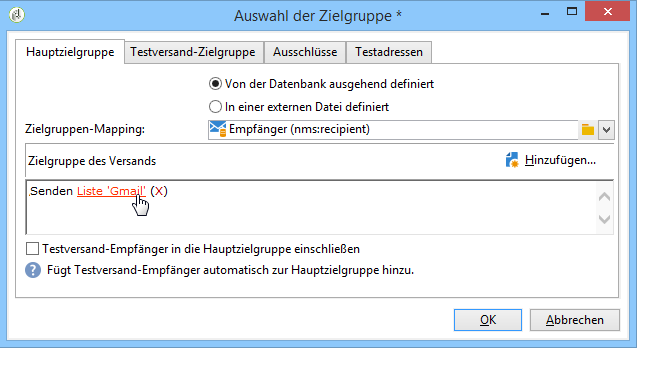 Auswahl der Zielgruppe *
Hauptzielgruppe Testversand-Zielgruppe Ausschlüsse Testadressen
Von der Datenbank ausgehend definiert
In einer externen Datei definiert
Zielgruppen-Mapping: Empfänger (nms:recipient)
Zielgruppe des Versands Hinzufügen...
Senden Liste 'Gmail' (X)
Testversand-Empfänger in die Hauptzielgruppe einschließen
Fügt Testversand-Empfänger automatisch zur Hauptzielgruppe hinzu.
OK Abbrechen